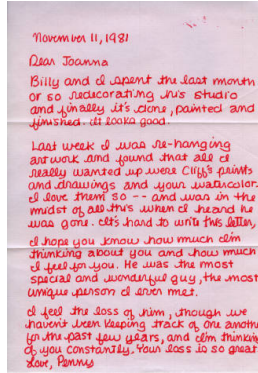 November 11, 1981
Dear Joanna
Billy and I spent the last month
or so redecorating his studio
and finally it's done, painted and
finished. It looks good.
Last week I was re-hanging
artwork and found that all I
really wanted up were Cliff's prints
and drawings and your watercolor.
I love them so -- and was in the
midst of all this when I heard he
was gone. It's hard to write this letter,
I hope you know how much I'm
thinking about you and how much
I feel for you. He was the most
special and wonderful guy, the most
unique person I ever met.
I feel the loss of him, though we
haven't been keeping track of one anothe
for the past few years, and I'm thinking
of you constantly. Your loss is so great
Love, Penny